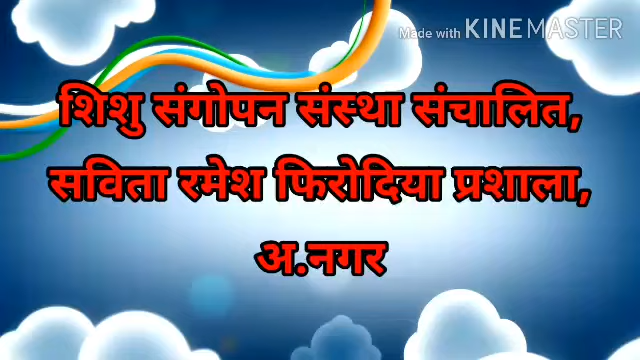 Made with KINEMASTER
शिशु संगोपन संस्था संचालित,
सविता रमेश फिरोदिया प्रशाला,
अ.नगर